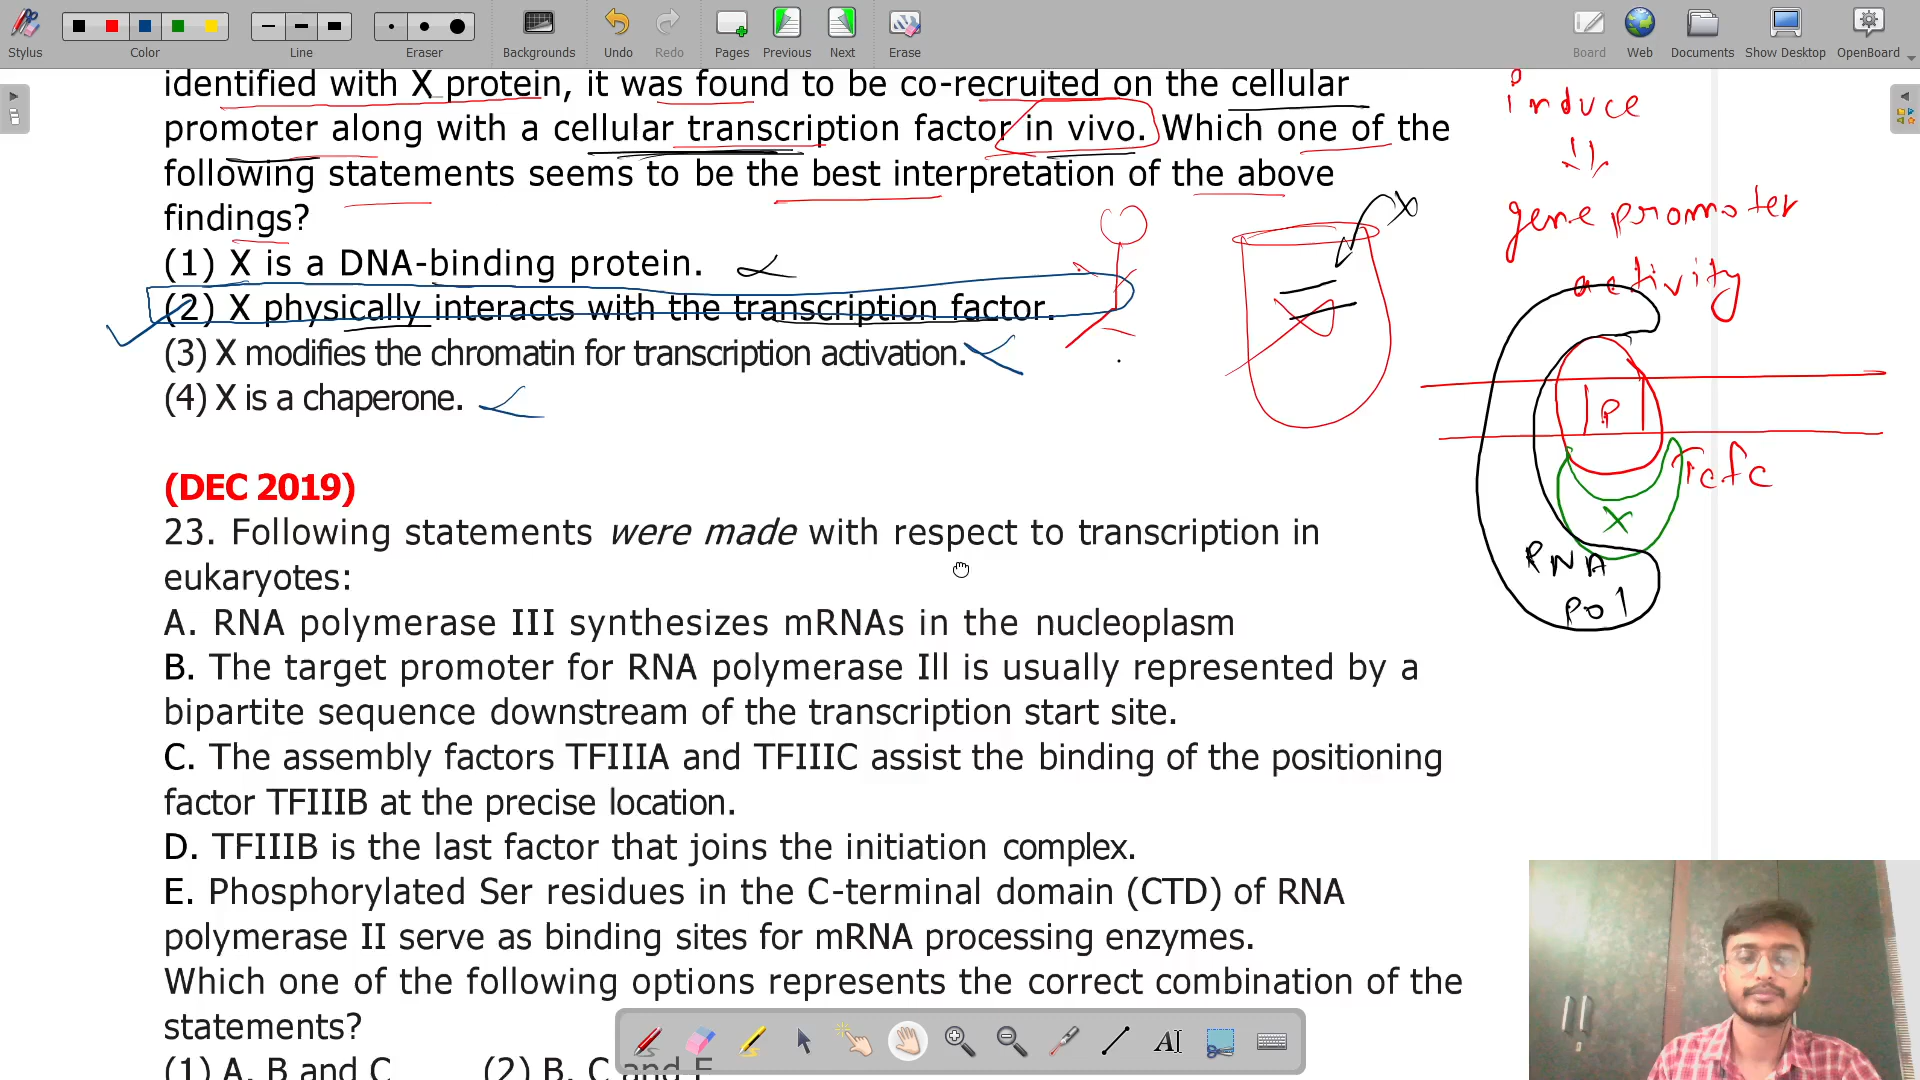 Stylus
Color
Line
Eraser
Backgrounds
Undo
Redo
Pages
Previous
Next
Erase
Board
Web
Documents
Show Desktop
OpenBoard
identified with X protein, it was found to be co-recruited on the cellular
promoter along with a cellular transcription factor in vivo. Which one of the
following statements seems to be the best interpretation of the above
findings?
(1) X is a DNA-binding protein.
(2) X physically interacts with the transcription factor.
(3) X modifies the chromatin for transcription activation.
(4) X is a chaperone.
induce
gene promoter
activity
X
P
X
RNA
pol
(DEC 2019)
23. Following statements were made with respect to transcription in
eukaryotes:
A. RNA polymerase III synthesizes mRNAs in the nucleoplasm
B. The target promoter for RNA polymerase Ill is usually represented by a
bipartite sequence downstream of the transcription start site.
C. The assembly factors TFIIIA and TFIIIC assist the binding of the positioning
factor TFIIIB at the precise location.
D. TFIIIB is the last factor that joins the initiation complex.
E. Phosphorylated Ser residues in the C-terminal domain (CTD) of RNA
polymerase II serve as binding sites for mRNA processing enzymes.
Which one of the following options represents the correct combination of the
statements?
(1) A, B and C (2) B, C and E